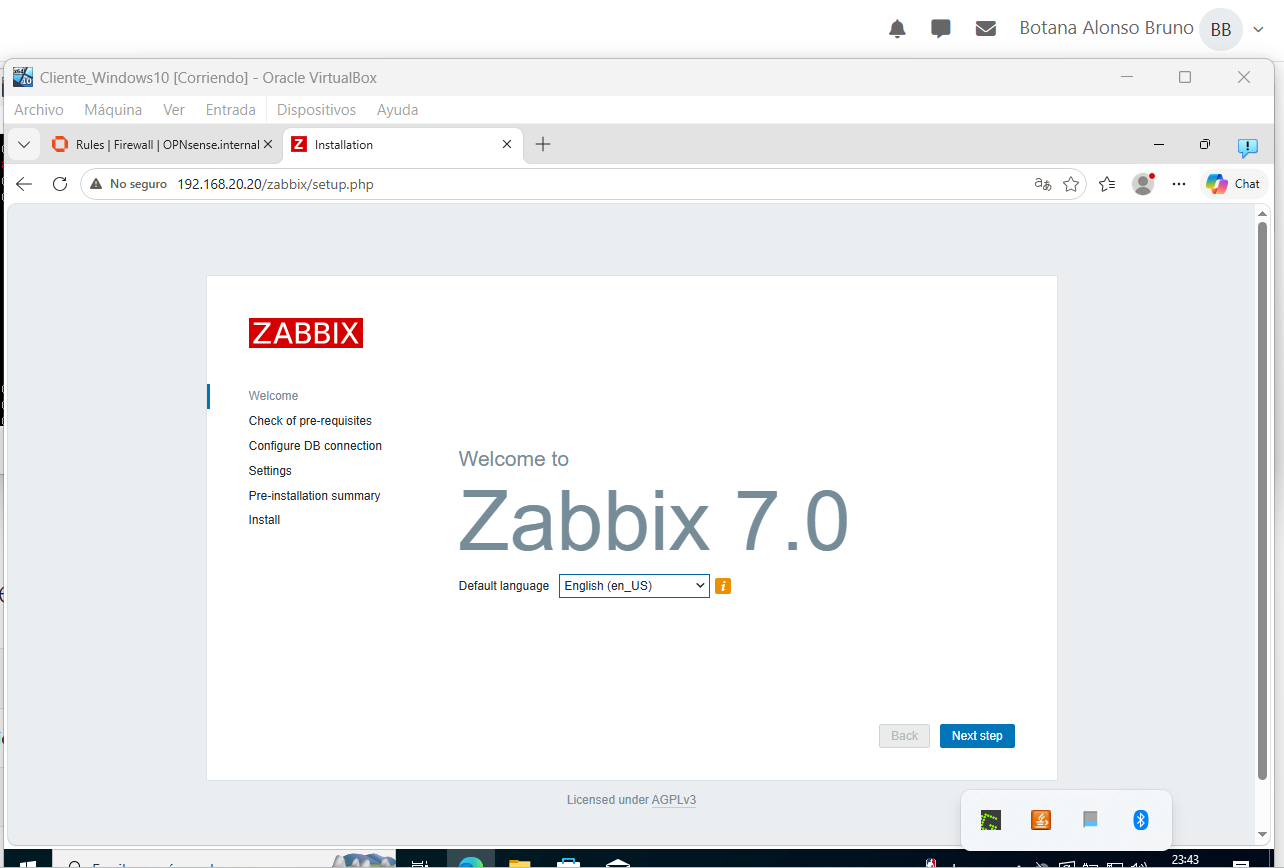 Botana Alonso Bruno BB
Cliente_Windows10 [Corriendo] - Oracle VirtualBox
Archivo Máquina Ver Entrada Dispositivos Ayuda
Rules | Firewall | OPNsense.internal
Z Installation
No seguro 192.168.20.20/zabbix/setup.php
Chat
ZABBIX
Welcome
Check of pre-requisites
Configure DB connection
Settings
Pre-installation summary
Install
Welcome to
Zabbix 7.0
Default language English (en_US)
Back Next step
Licensed under AGPLv3
23:43